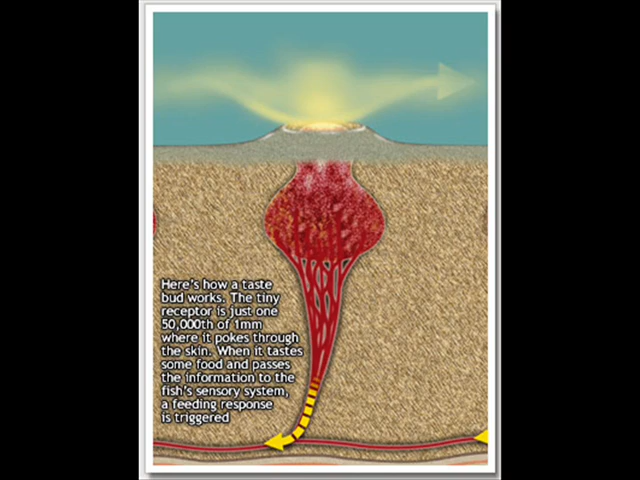 Here's how a taste
bud works. The tiny
receptor is just one
50,000th of 1mm
where it pokes through
the skin. When it tastes
some food and passes
the information to the
fish's sensory system,
a feeding response
is triggered